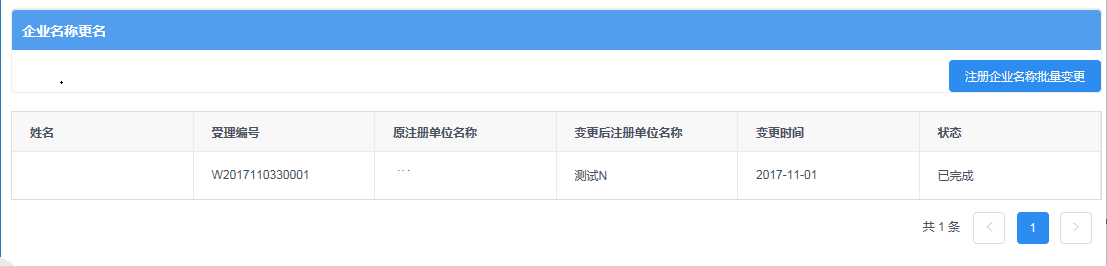 企业名称更名
注册企业名称批量变更
姓名 受理编号 原注册单位名称 变更后注册单位名称 变更时间 状态
W2017110330001 测试N 2017-11-01 已完成
共 1 条 1